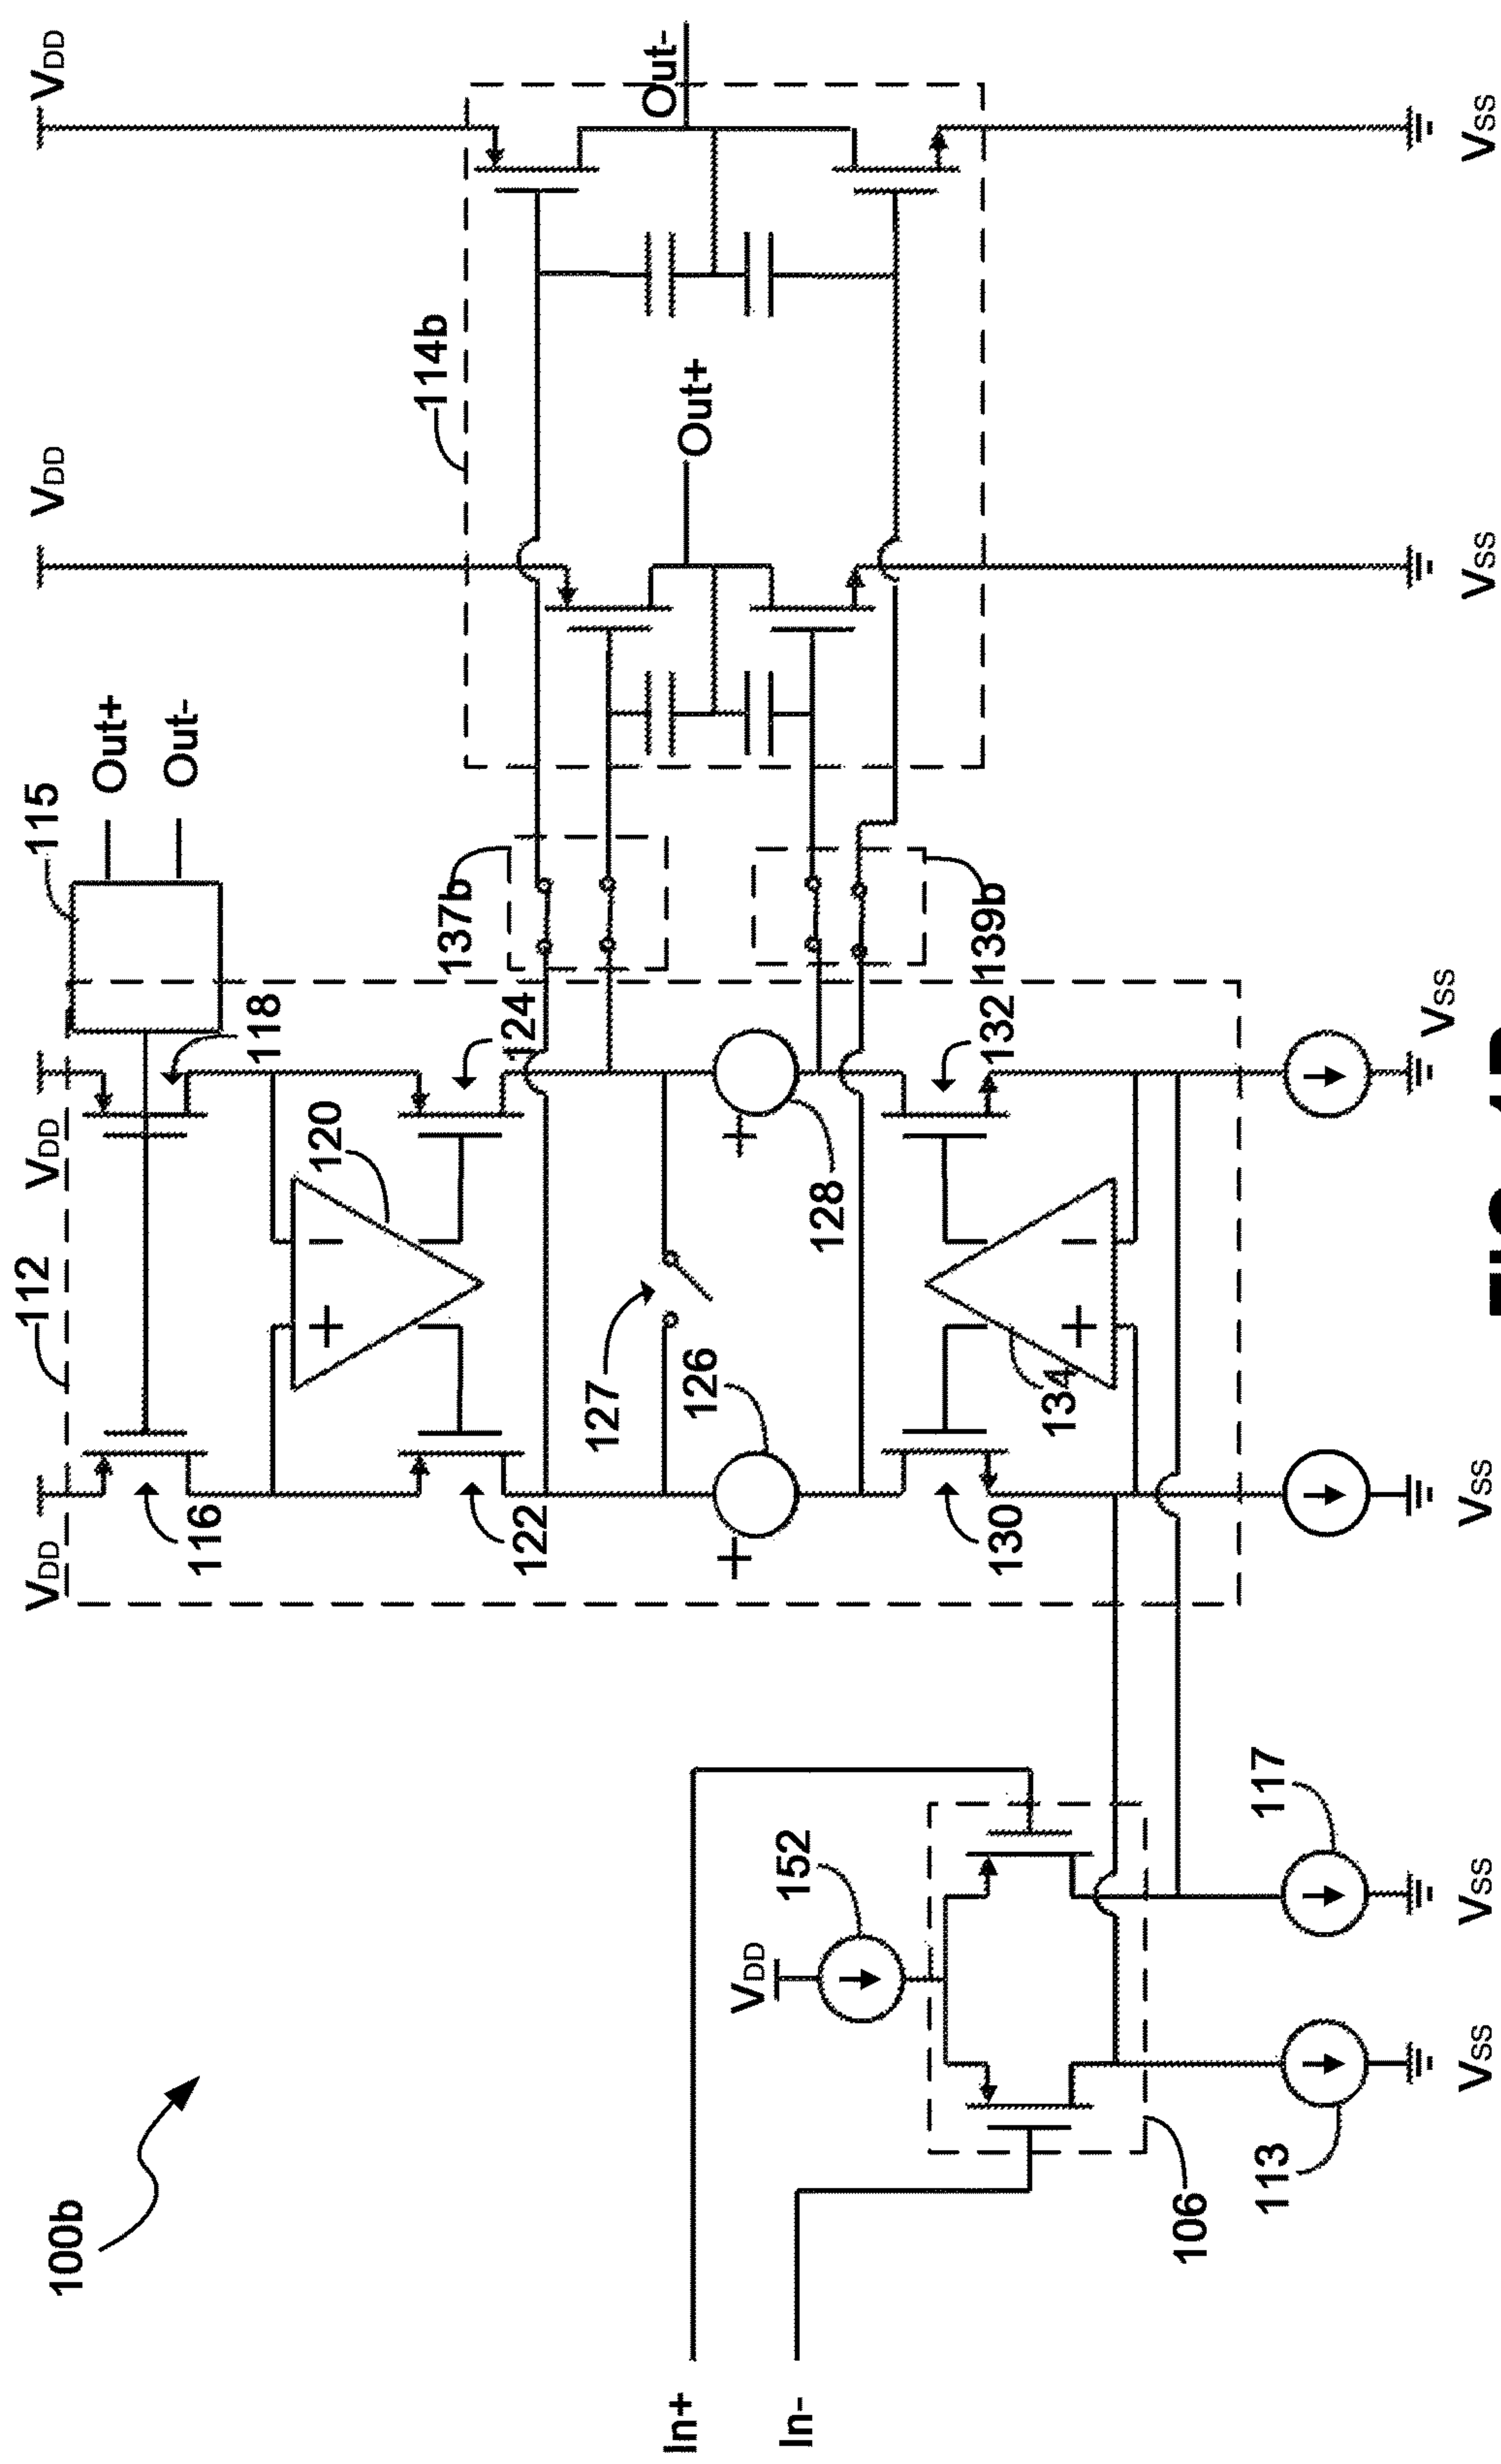 100b
In+
In-
106
152
VDD
113
117
VSS
VSS
112
VDD
VDD
116
118
115
Out+
Out-
120
122
124
127
126
128
130
132
134
VSS
VSS
137b
139b
114b
VDD
VDD
Out+
Out-
VSS
VSS